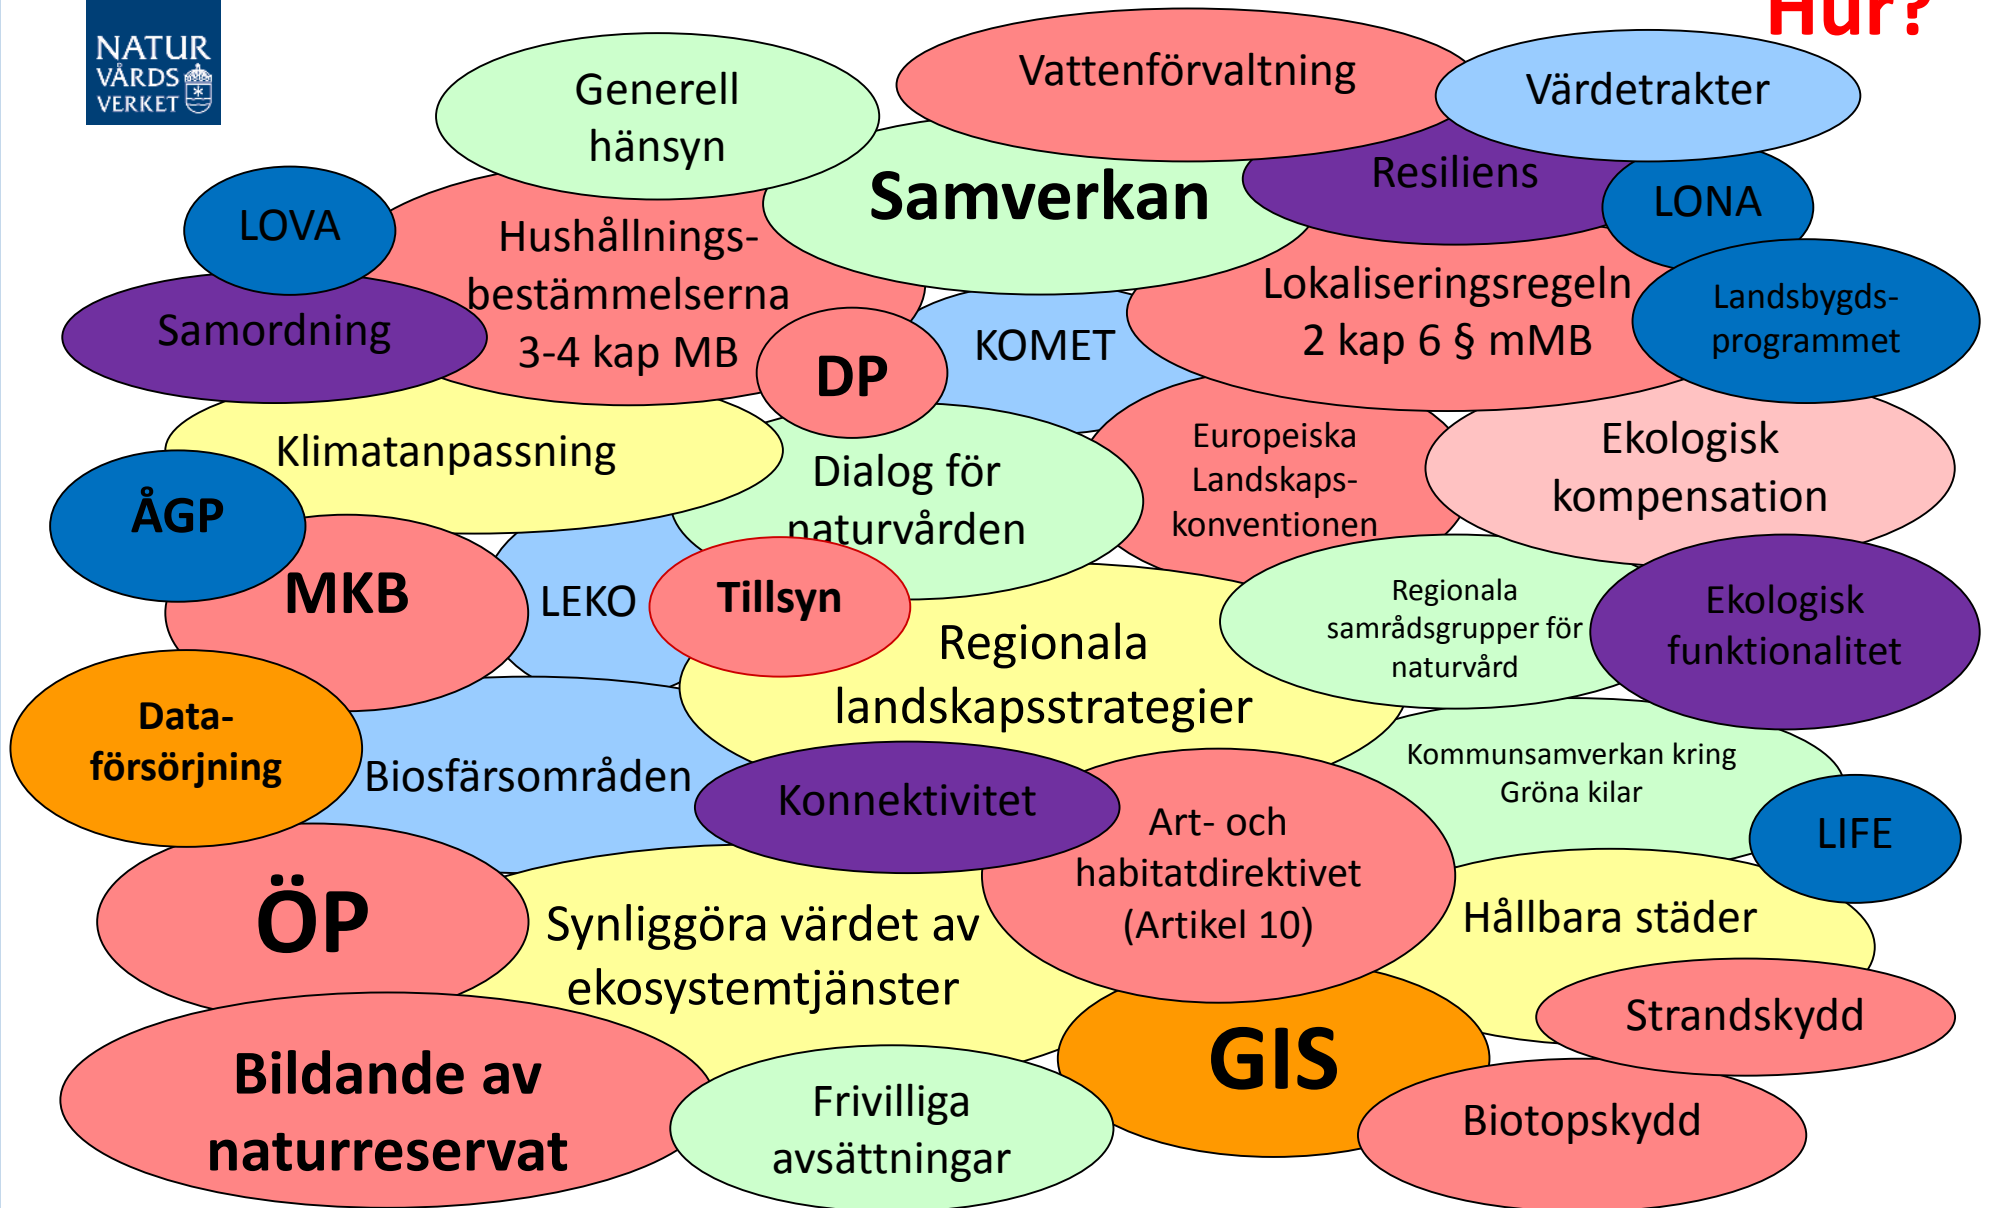 Hur?
NATUR
VÅRDS
VERKET
Generell
hänsyn
Vattenförvaltning
Värdetrakter
Samverkan
Resiliens
LONA
LOVA
Hushållnings-
bestämmelserna
3-4 kap MB
Lokaliseringsregeln
2 kap 6 § mMB
Landsbygds-
programmet
Samordning
DP
KOMET
Klimatanpassning
Dialog för
naturvården
Europeiska
Landskaps-
konventionen
Ekologisk
kompensation
ÅGP
MKB
LEKO
Tillsyn
Regionala
landskapsstrategier
Regionala
samrådsgrupper för
naturvård
Ekologisk
funktionalitet
Data-
försörjning
Biosfärsområden
Konnektivitet
Kommunsamverkan kring
Gröna kilar
Art- och
habitatdirektivet
(Artikel 10)
LIFE
ÖP
Synliggöra värdet av
ekosystemtjänster
Hållbara städer
Strandskydd
GIS
Bildande av
naturreservat
Frivilliga
avsättningar
Biotopskydd